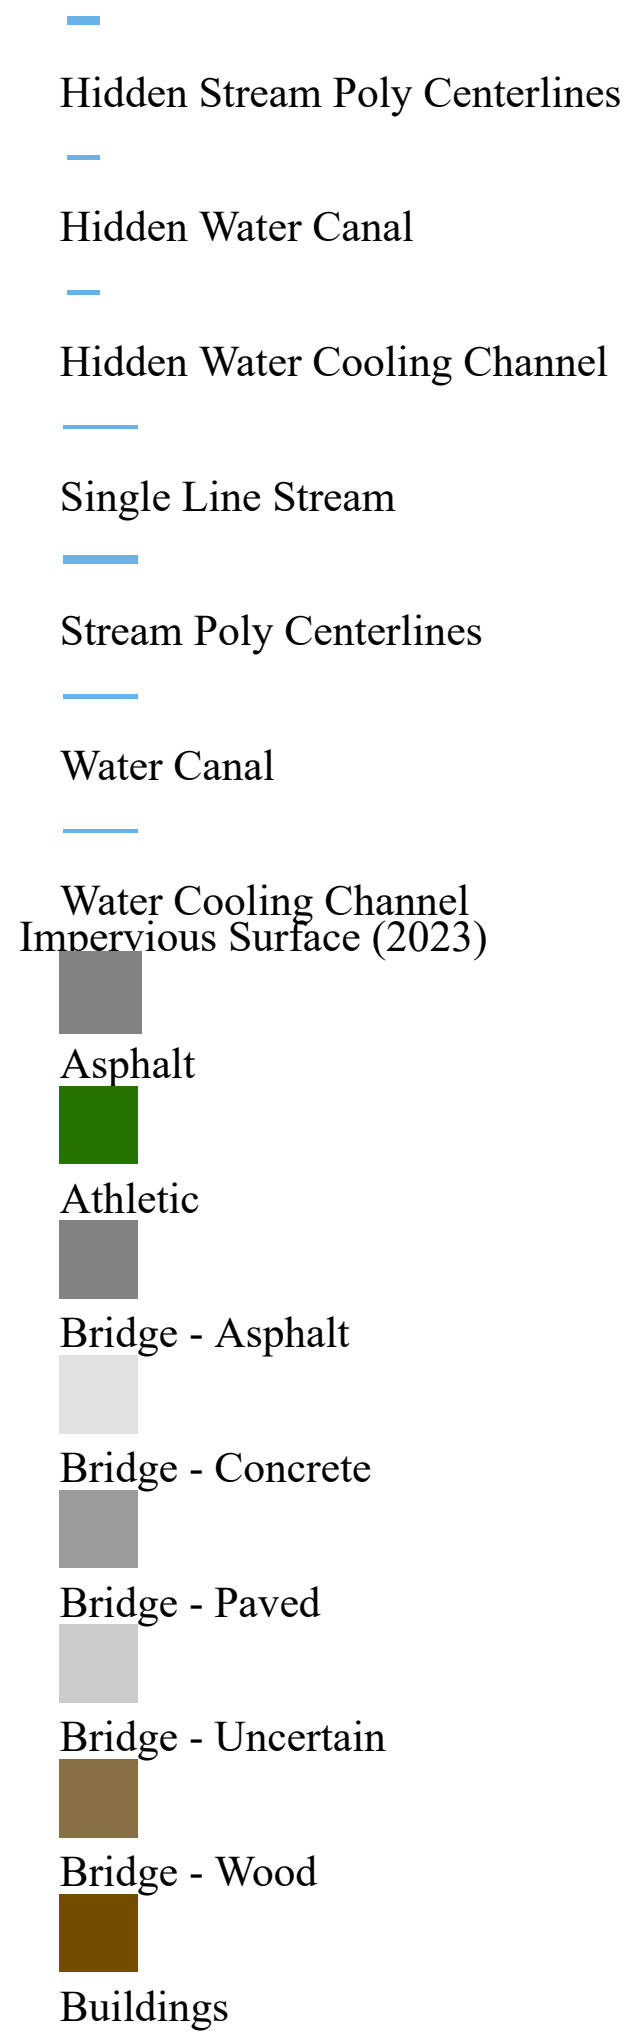 Hidden Stream Poly Centerlines
Hidden Water Canal
Hidden Water Cooling Channel
Single Line Stream
Stream Poly Centerlines
Water Canal
Water Cooling Channel
Impervious Surface (2023)
Asphalt
Athletic
Bridge - Asphalt
Bridge - Concrete
Bridge - Paved
Bridge - Uncertain
Bridge - Wood
Buildings